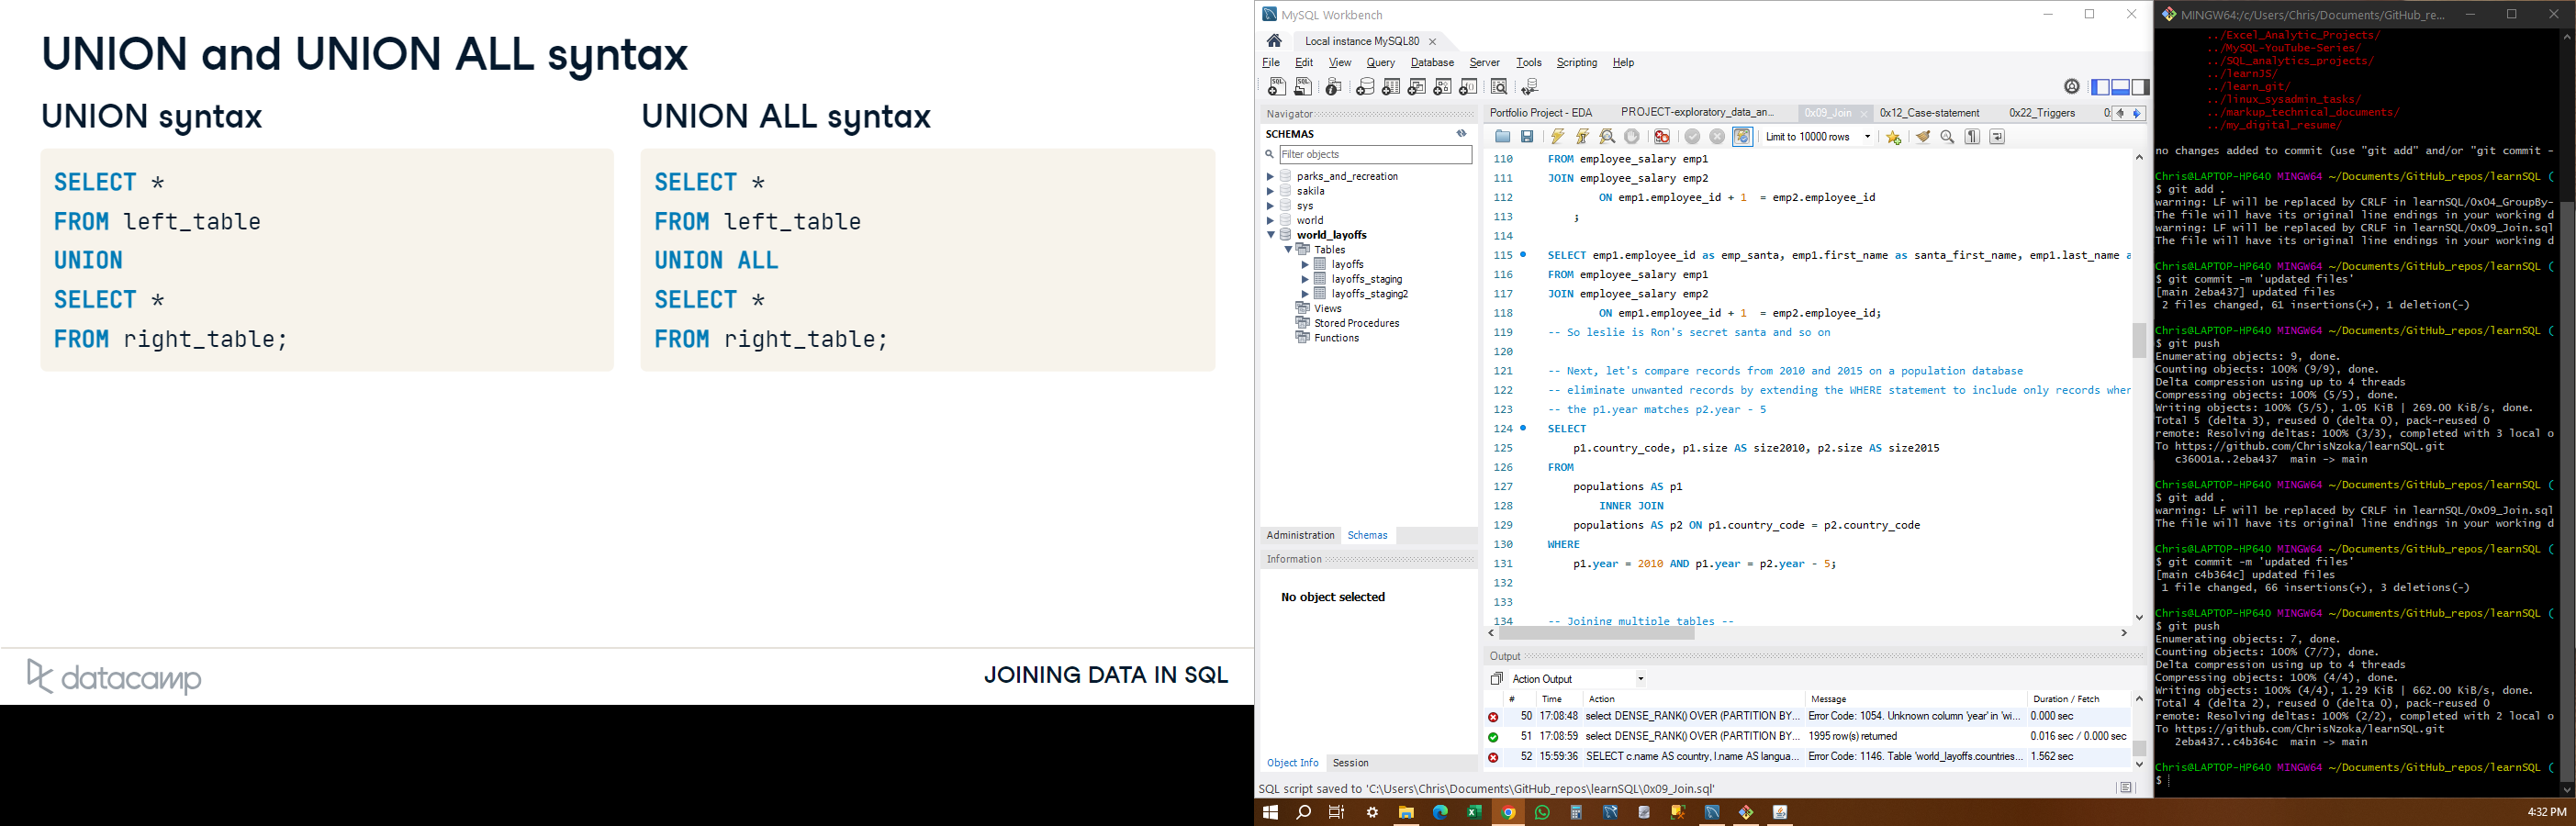 UNION and UNION ALL syntax
UNION syntax
SELECT *
FROM left_table
UNION
SELECT *
FROM right_table;
UNION ALL syntax
SELECT *
FROM left_table
UNION ALL
SELECT *
FROM right_table;
datacamp
JOINING DATA IN SQL
MySQL Workbench
Local instance MySQL80
File Edit View Query Database Server Tools Scripting Help
Navigator
SCHEMAS
Filter objects
parks_and_recreation
sakila
sys
world
world_layoffs
Tables
layoffs
layoffs_staging
layoffs_staging2
Views
Stored Procedures
Functions
Administration Schemas
Information
No object selected
Object Info Session
Portfolio Project - EDA PROJECT-exploratory_data_an... 0x09_Join 0x12_Case-statement 0x22_Triggers
Limit to 10000 rows
110 FROM employee_salary emp1
111 JOIN employee_salary emp2
112 ON emp1.employee_id + 1 = emp2.employee_id
113 ;
114
115 SELECT emp1.employee_id as emp_santa, emp1.first_name as santa_first_name, emp1.last_name a
116 FROM employee_salary emp1
117 JOIN employee_salary emp2
118 ON emp1.employee_id + 1 = emp2.employee_id;
119 -- So leslie is Ron's secret santa and so on
120
121 -- Next, let's compare records from 2010 and 2015 on a population database
122 -- eliminate unwanted records by extending the WHERE statement to include only records wher
123 -- the p1.year matches p2.year - 5
124 SELECT
125 p1.country_code, p1.size AS size2010, p2.size AS size2015
126 FROM
127 populations AS p1
128 INNER JOIN
129 populations AS p2 ON p1.country_code = p2.country_code
130 WHERE
131 p1.year = 2010 AND p1.year = p2.year - 5;
132
133
134 -- Joining multiple tables --
Output
Action Output
# Time Action Message Duration / Fetch
50 17:08:48 select DENSE_RANK() OVER (PARTITION BY... Error Code: 1054. Unknown column 'year' in 'wi... 0.000 sec
51 17:08:59 select DENSE_RANK() OVER (PARTITION BY... 1995 row(s) returned 0.016 sec / 0.000 sec
52 15:59:36 SELECT c.name AS country, l.name AS langua... Error Code: 1146. Table 'world_layoffs.countries... 1.562 sec
SQL script saved to 'C:\Users\Chris\Documents\GitHub_repos\learnSQL\0x09_Join.sql'
MINGW64:/c/Users/Chris/Documents/GitHub_re...
../Excel_Analytic_Projects/
../MySQL-YouTube-Series/
../SQL_analytics_projects/
../learnJS/
../learn_git/
../linux_sysadmin_tasks/
../markup_technical_documents/
../my_digital_resume/
no changes added to commit (use "git add" and/or "git commit -
Chris@LAPTOP-HP640 MINGW64 ~/Documents/GitHub_repos/learnSQL (
$ git add .
warning: LF will be replaced by CRLF in learnSQL/0x04_GroupBy-
The file will have its original line endings in your working d
warning: LF will be replaced by CRLF in learnSQL/0x09_Join.sql
The file will have its original line endings in your working d
Chris@LAPTOP-HP640 MINGW64 ~/Documents/GitHub_repos/learnSQL (
$ git commit -m 'updated files'
[main 2eba437] updated files
2 files changed, 61 insertions(+), 1 deletion(-)
Chris@LAPTOP-HP640 MINGW64 ~/Documents/GitHub_repos/learnSQL (
$ git push
Enumerating objects: 9, done.
Counting objects: 100% (9/9), done.
Delta compression using up to 4 threads
Compressing objects: 100% (5/5), done.
Writing objects: 100% (5/5), 1.05 KiB | 269.00 KiB/s, done.
Total 5 (delta 3), reused 0 (delta 0), pack-reused 0
remote: Resolving deltas: 100% (3/3), completed with 3 local o
To https://github.com/ChrisNzoka/learnSQL.git
c36001a..2eba437 main -> main
Chris@LAPTOP-HP640 MINGW64 ~/Documents/GitHub_repos/learnSQL (
$ git add .
warning: LF will be replaced by CRLF in learnSQL/0x09_Join.sql
The file will have its original line endings in your working d
Chris@LAPTOP-HP640 MINGW64 ~/Documents/GitHub_repos/learnSQL (
$ git commit -m 'updated files'
[main c4b364c] updated files
1 file changed, 66 insertions(+), 3 deletions(-)
Chris@LAPTOP-HP640 MINGW64 ~/Documents/GitHub_repos/learnSQL (
$ git push
Enumerating objects: 7, done.
Counting objects: 100% (7/7), done.
Delta compression using up to 4 threads
Compressing objects: 100% (4/4), done.
Writing objects: 100% (4/4), 1.29 KiB | 662.00 KiB/s, done.
Total 4 (delta 2), reused 0 (delta 0), pack-reused 0
remote: Resolving deltas: 100% (2/2), completed with 2 local o
To https://github.com/ChrisNzoka/learnSQL.git
2eba437..c4b364c main -> main
Chris@LAPTOP-HP640 MINGW64 ~/Documents/GitHub_repos/learnSQL (
$
4:32 PM